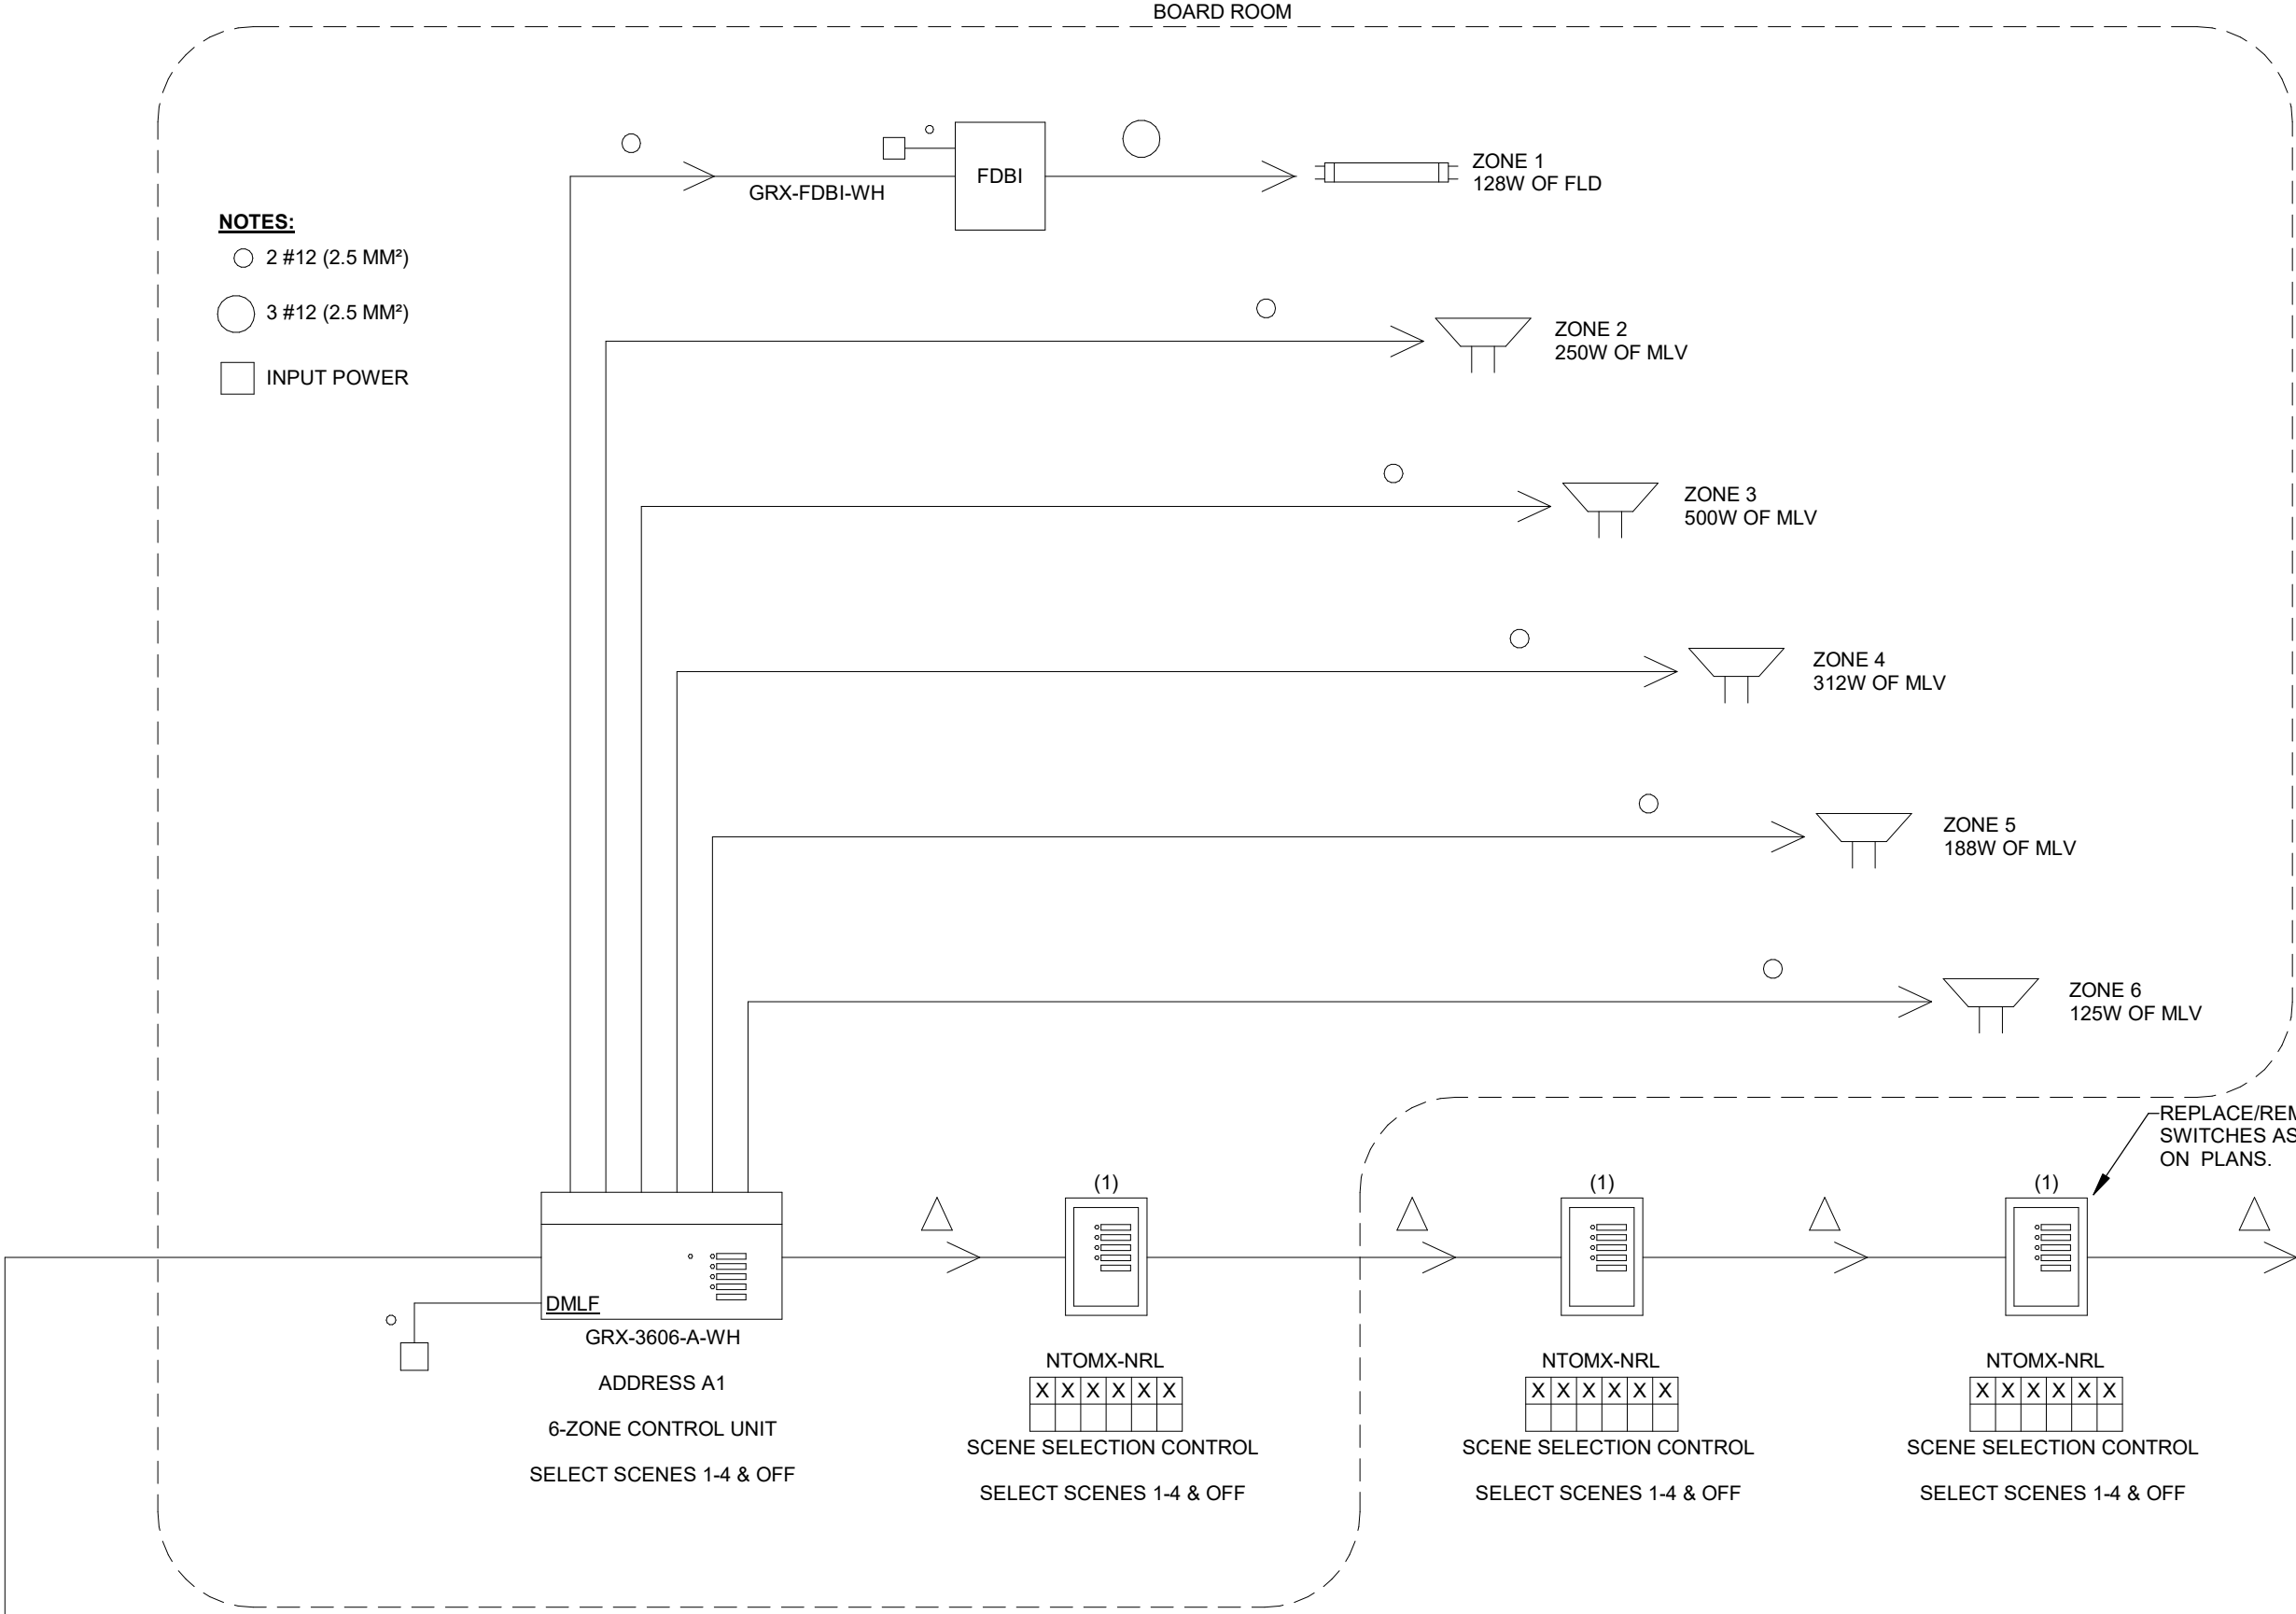 BOARD ROOM
FDBI
GRX-FDBI-WH
ZONE 1
128W OF FLD
NOTES:
2 #12 (2.5 MM²)
3 #12 (2.5 MM²)
INPUT POWER
ZONE 2
250W OF MLV
ZONE 3
500W OF MLV
ZONE 4
312W OF MLV
ZONE 5
188W OF MLV
ZONE 6
125W OF MLV
SWITCHES AS
ON PLANS.
(1)
(1)
(1)
DMLF
GRX-3606-A-WH
ADDRESS A1
6-ZONE CONTROL UNIT
SELECT SCENES 1-4 & OFF
NTOMX-NRL
X X X X X X
SCENE SELECTION CONTROL
SELECT SCENES 1-4 & OFF
NTOMX-NRL
X X X X X X
SCENE SELECTION CONTROL
SELECT SCENES 1-4 & OFF
NTOMX-NRL
X X X X X X
SCENE SELECTION CONTROL
SELECT SCENES 1-4 & OFF